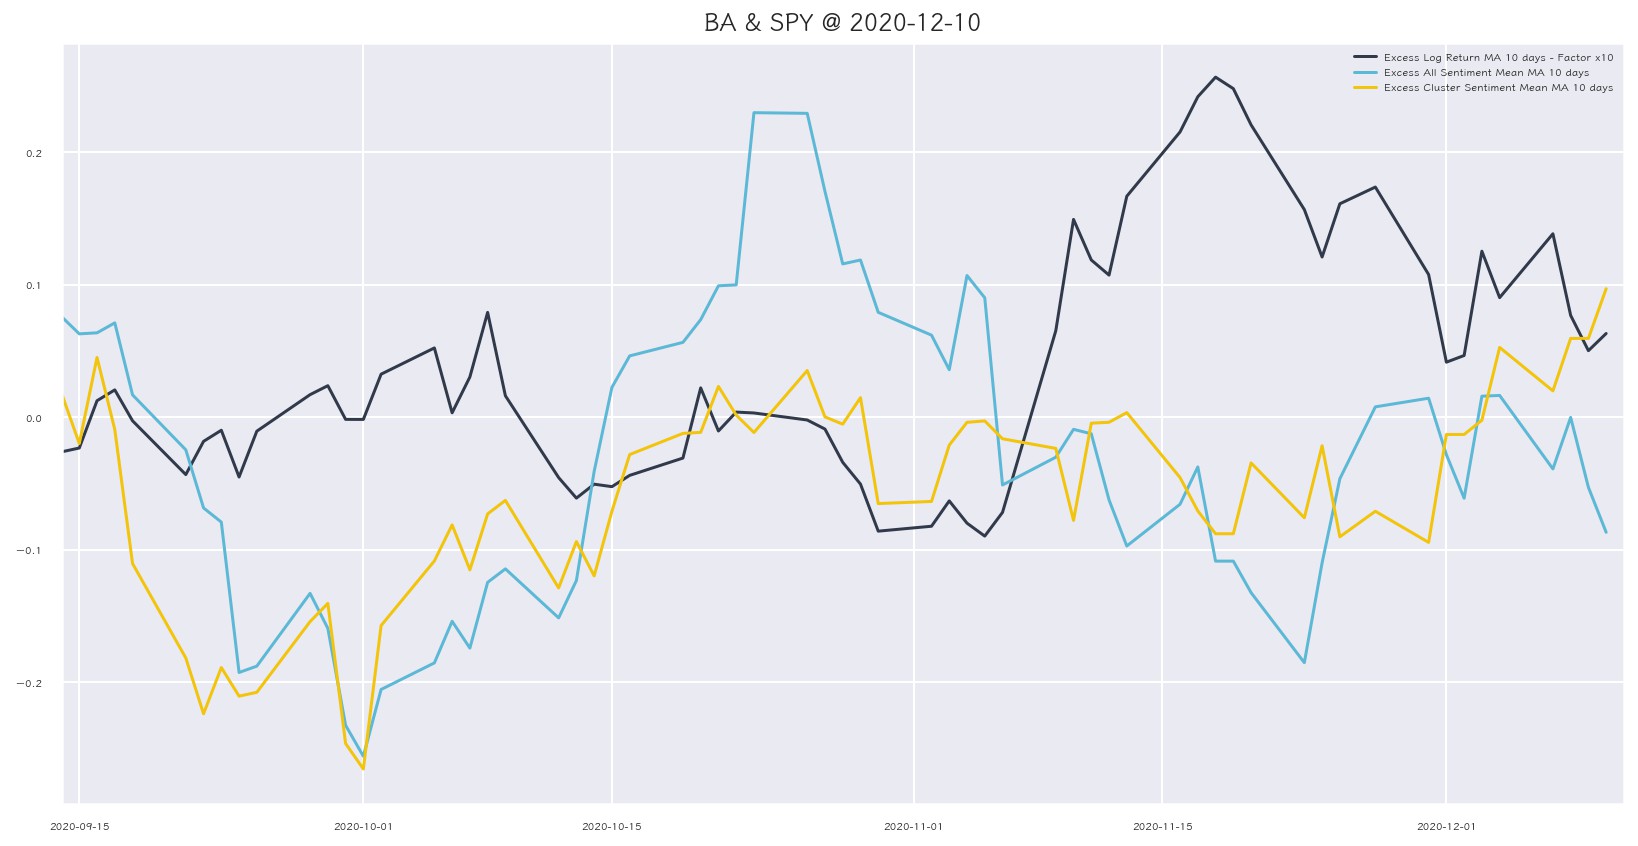 BA & SPY @ 2020-12-10
Excess Log Return MA 10 days - Factor x10
Excess All Sentiment Mean MA 10 days
Excess Cluster Sentiment Mean MA 10 days
0.2
0.1
0.0
−0.1
−0.2
2020-09-15 2020-10-01 2020-10-15 2020-11-01 2020-11-15 2020-12-01